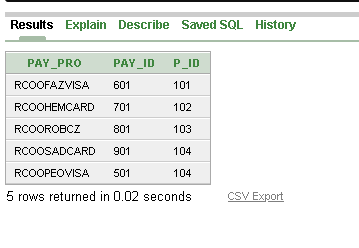 Results Explain Describe Saved SQL History
PAY_PRO PAY_ID P_ID
RCOOFAZVISA 601 101
RCOOHEMCARD 701 102
RCOOROBCZ 801 103
RCOOSADCARD 901 104
RCOOPEOVISA 501 104
5 rows returned in 0.02 seconds CSV Export